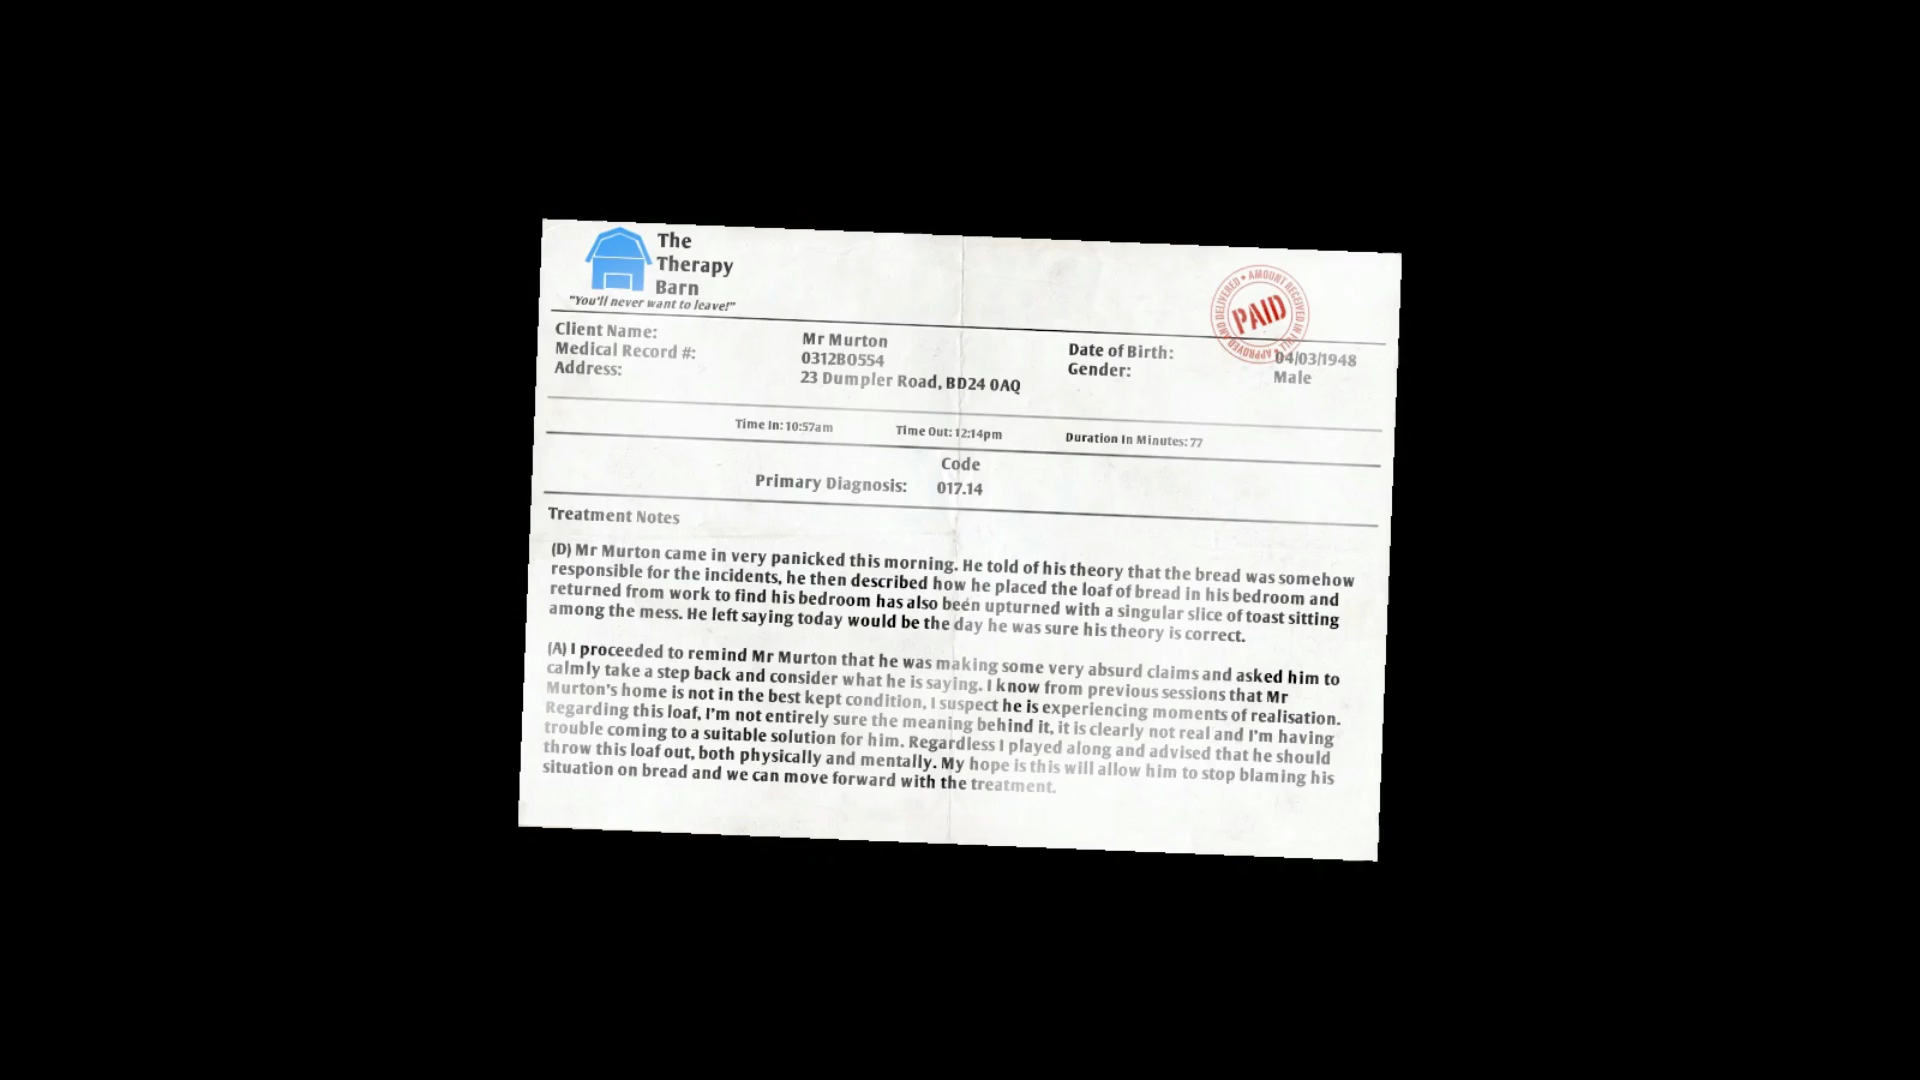 The
Therapy
Barn
"You'll never want to leave!"
AMOUNT RECEIVED IN FULL • APPROVED AND DELIVERED •
PAID
Client Name: Mr Murton Date of Birth: 04/03/1948
Medical Record #: 0312B0554 Gender: Male
Address: 23 Dumpler Road, BD24 0AQ
Time In: 10:57am Time Out: 12:14pm Duration In Minutes: 77
Code
Primary Diagnosis: 017.14
Treatment Notes
(D) Mr Murton came in very panicked this morning. He told of his theory that the bread was somehow
responsible for the incidents, he then described how he placed the loaf of bread in his bedroom and
returned from work to find his bedroom has also been upturned with a singular slice of toast sitting
among the mess. He left saying today would be the day he was sure his theory is correct.
(A) I proceeded to remind Mr Murton that he was making some very absurd claims and asked him to
calmly take a step back and consider what he is saying. I know from previous sessions that Mr
Murton's home is not in the best kept condition, I suspect he is experiencing moments of realisation.
Regarding this loaf, I'm not entirely sure the meaning behind it, it is clearly not real and I'm having
trouble coming to a suitable solution for him. Regardless I played along and advised that he should
throw this loaf out, both physically and mentally. My hope is this will allow him to stop blaming his
situation on bread and we can move forward with the treatment.